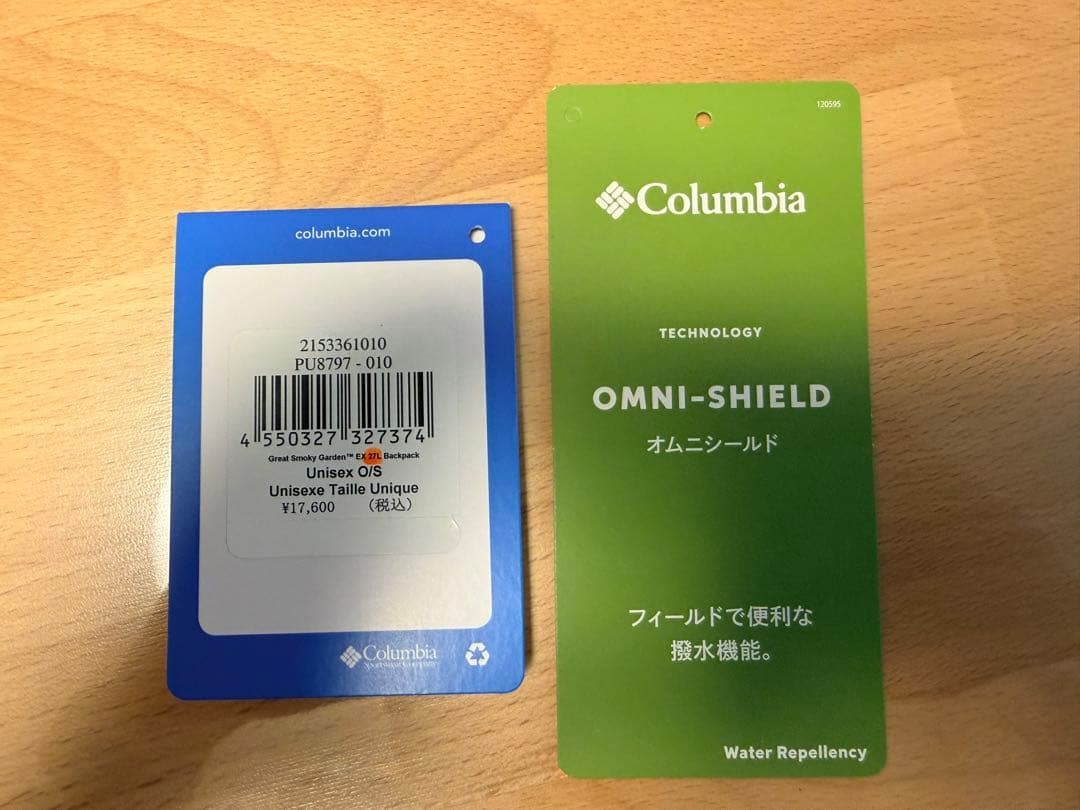 columbia.com
2153361010
PU8797 - 010
4 550327 327374
Great Smoky Garden™ EX 27L Backpack
Unisex O/S
Unisexe Taille Unique
¥17,600 (税込)
Columbia
Sportswear Company
120595
Columbia
TECHNOLOGY
OMNI-SHIELD
オムニシールド
フィールドで便利な
撥水機能。
Water Repellency